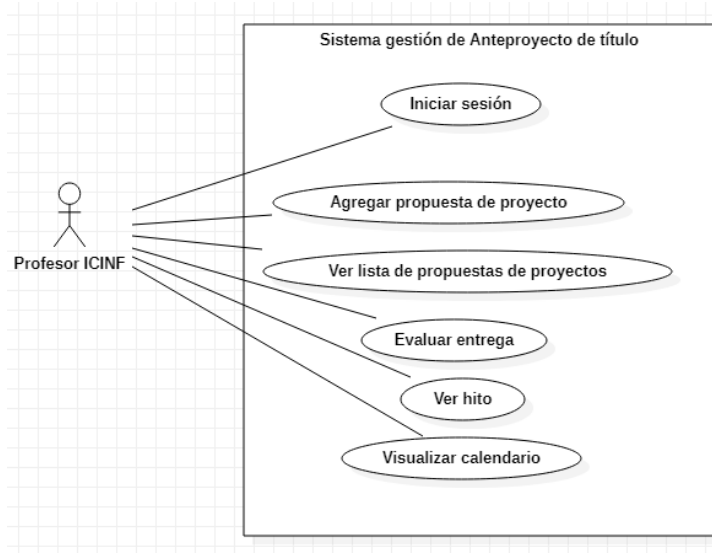 Sistema gestión de Anteproyecto de título
Iniciar sesión
Agregar propuesta de proyecto
Profesor ICINF
Ver lista de propuestas de proyectos
Evaluar entrega
Ver hito
Visualizar calendario